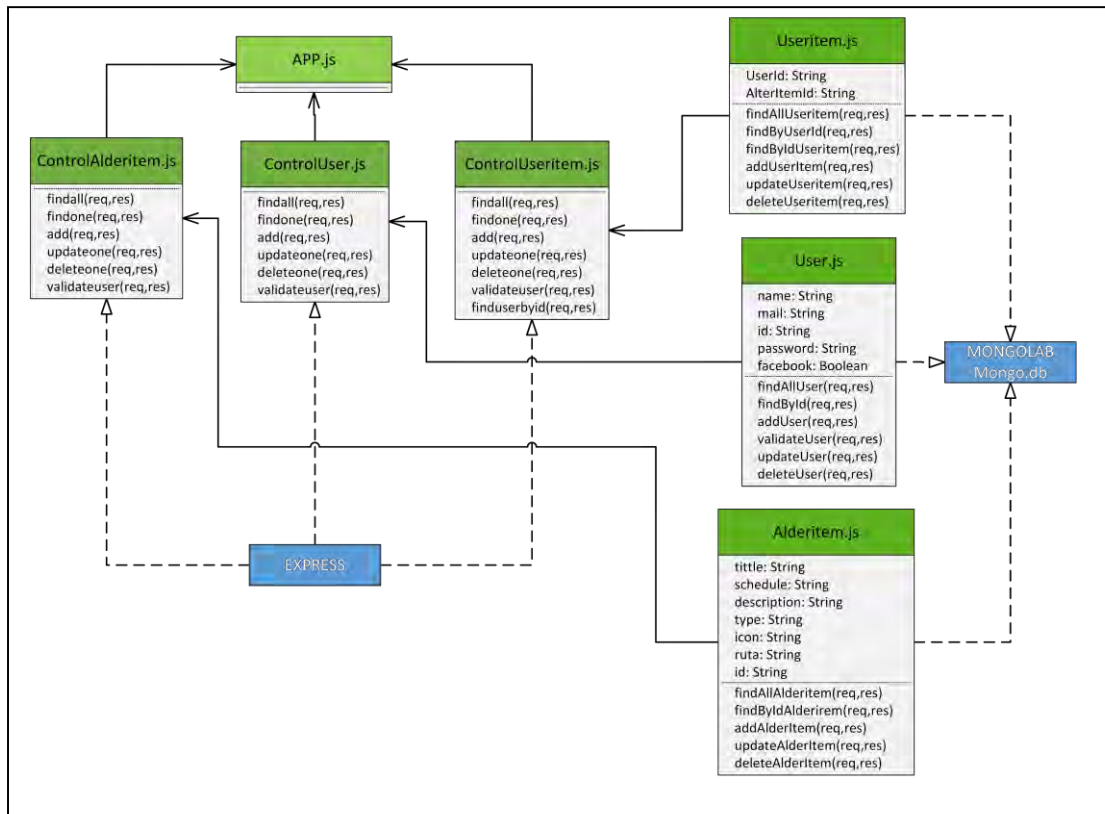 APP.js
ControlAlderitem.js
findall(req,res)
findone(req,res)
add(req,res)
updateone(req,res)
deleteone(req,res)
validateuser(req,res)
ControlUser.js
findall(req,res)
findone(req,res)
add(req,res)
updateone(req,res)
deleteone(req,res)
validateuser(req,res)
ControlUseritem.js
findall(req,res)
findone(req,res)
add(req,res)
updateone(req,res)
deleteone(req,res)
validateuser(req,res)
finduserbyid(req,res)
Useritem.js
UserId: String
AlterItemId: String
findAllUseritem(req,res)
findByUserId(req,res)
findByIdUseritem(req,res)
addUserItem(req,res)
updateUseritem(req,res)
deleteUseritem(req,res)
User.js
name: String
mail: String
id: String
password: String
facebook: Boolean
findAllUser(req,res)
findById(req,res)
addUser(req,res)
validateUser(req,res)
updateUser(req,res)
deleteUser(req,res)
MONGOLAB
Mongo.db
EXPRESS
Alderitem.js
tittle: String
schedule: String
description: String
type: String
icon: String
ruta: String
id: String
findAllAlderitem(req,res)
findByIdAlderirem(req,res)
addAlderItem(req,res)
updateAlderItem(req,res)
deleteAlderItem(req,res)